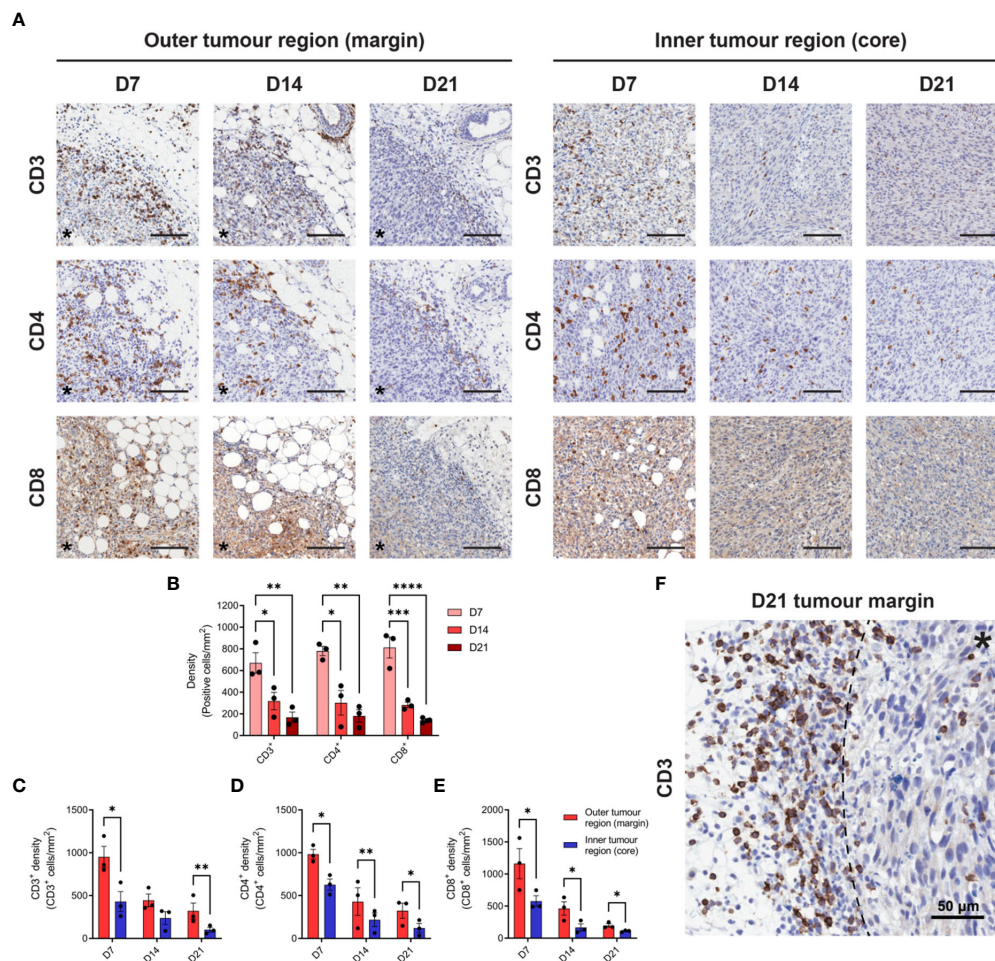 A
Outer tumour region (margin)
Inner tumour region (core)
D7
D14
D21
D7
D14
D21
CD3
*
*
*
CD4
*
*
*
CD8
*
*
*
B
Density
(Positive cells/mm²)
1200
1000
800
600
400
200
0
**
*
**
*
****
***
CD3⁺
CD4⁺
CD8⁺
D7
D14
D21
F
D21 tumour margin
CD3
*
50 µm
C
CD3⁺ density
(CD3⁺ cells/mm²)
1500
1000
500
0
*
**
D7
D14
D21
D
CD4⁺ density
(CD4⁺ cells/mm²)
1500
1000
500
0
*
**
*
D7
D14
D21
E
CD8⁺ density
(CD8⁺ cells/mm²)
2000
1500
1000
500
0
*
*
*
D7
D14
D21
Outer tumour
region (margin)
Inner tumour
region (core)